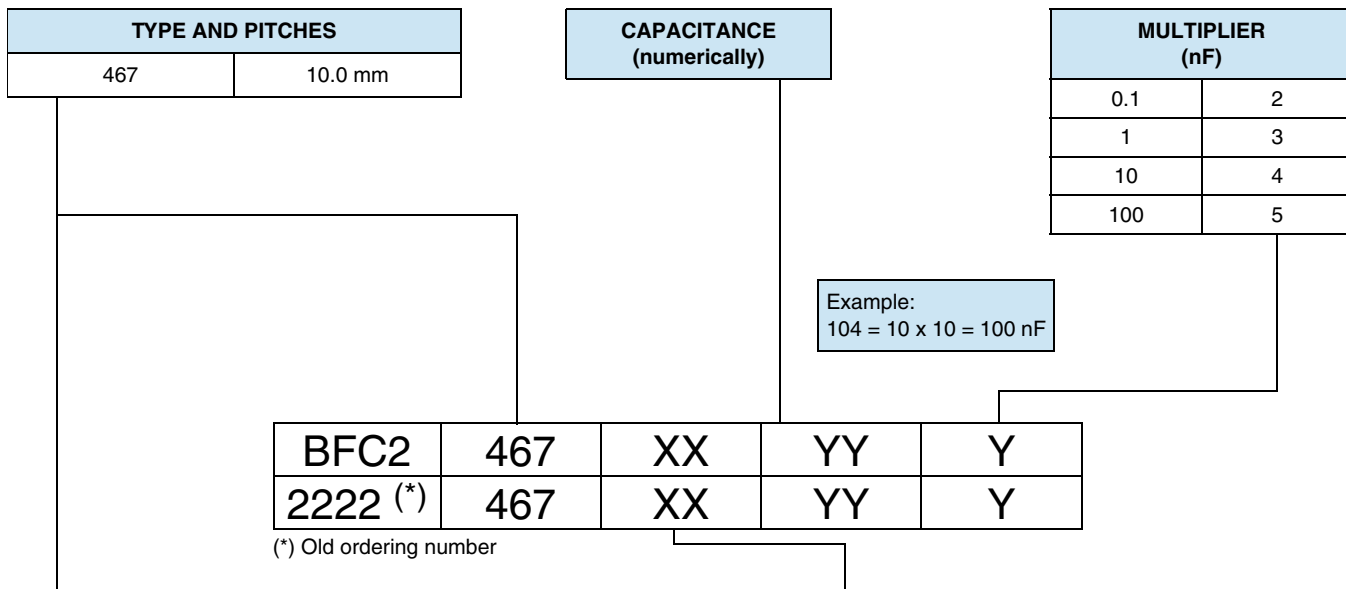 TYPE AND PITCHES
467 10.0 mm
CAPACITANCE
(numerically)
MULTIPLIER
(nF)
0.1 2
1 3
10 4
100 5
Example:
104 = 10 x 10 = 100 nF
BFC2 467 XX YY Y
2222 (*) 467 XX YY Y
(*) Old ordering number